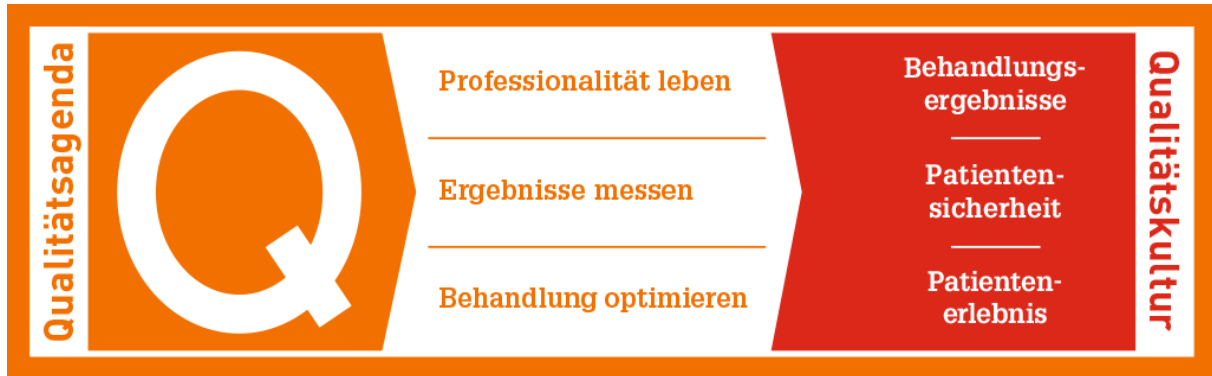 Qualitätsagenda
Q
Professionalität leben
Ergebnisse messen
Behandlung optimieren
Behandlungs-
ergebnisse
Patienten-
sicherheit
Patienten-
erlebnis
Qualitätskultur